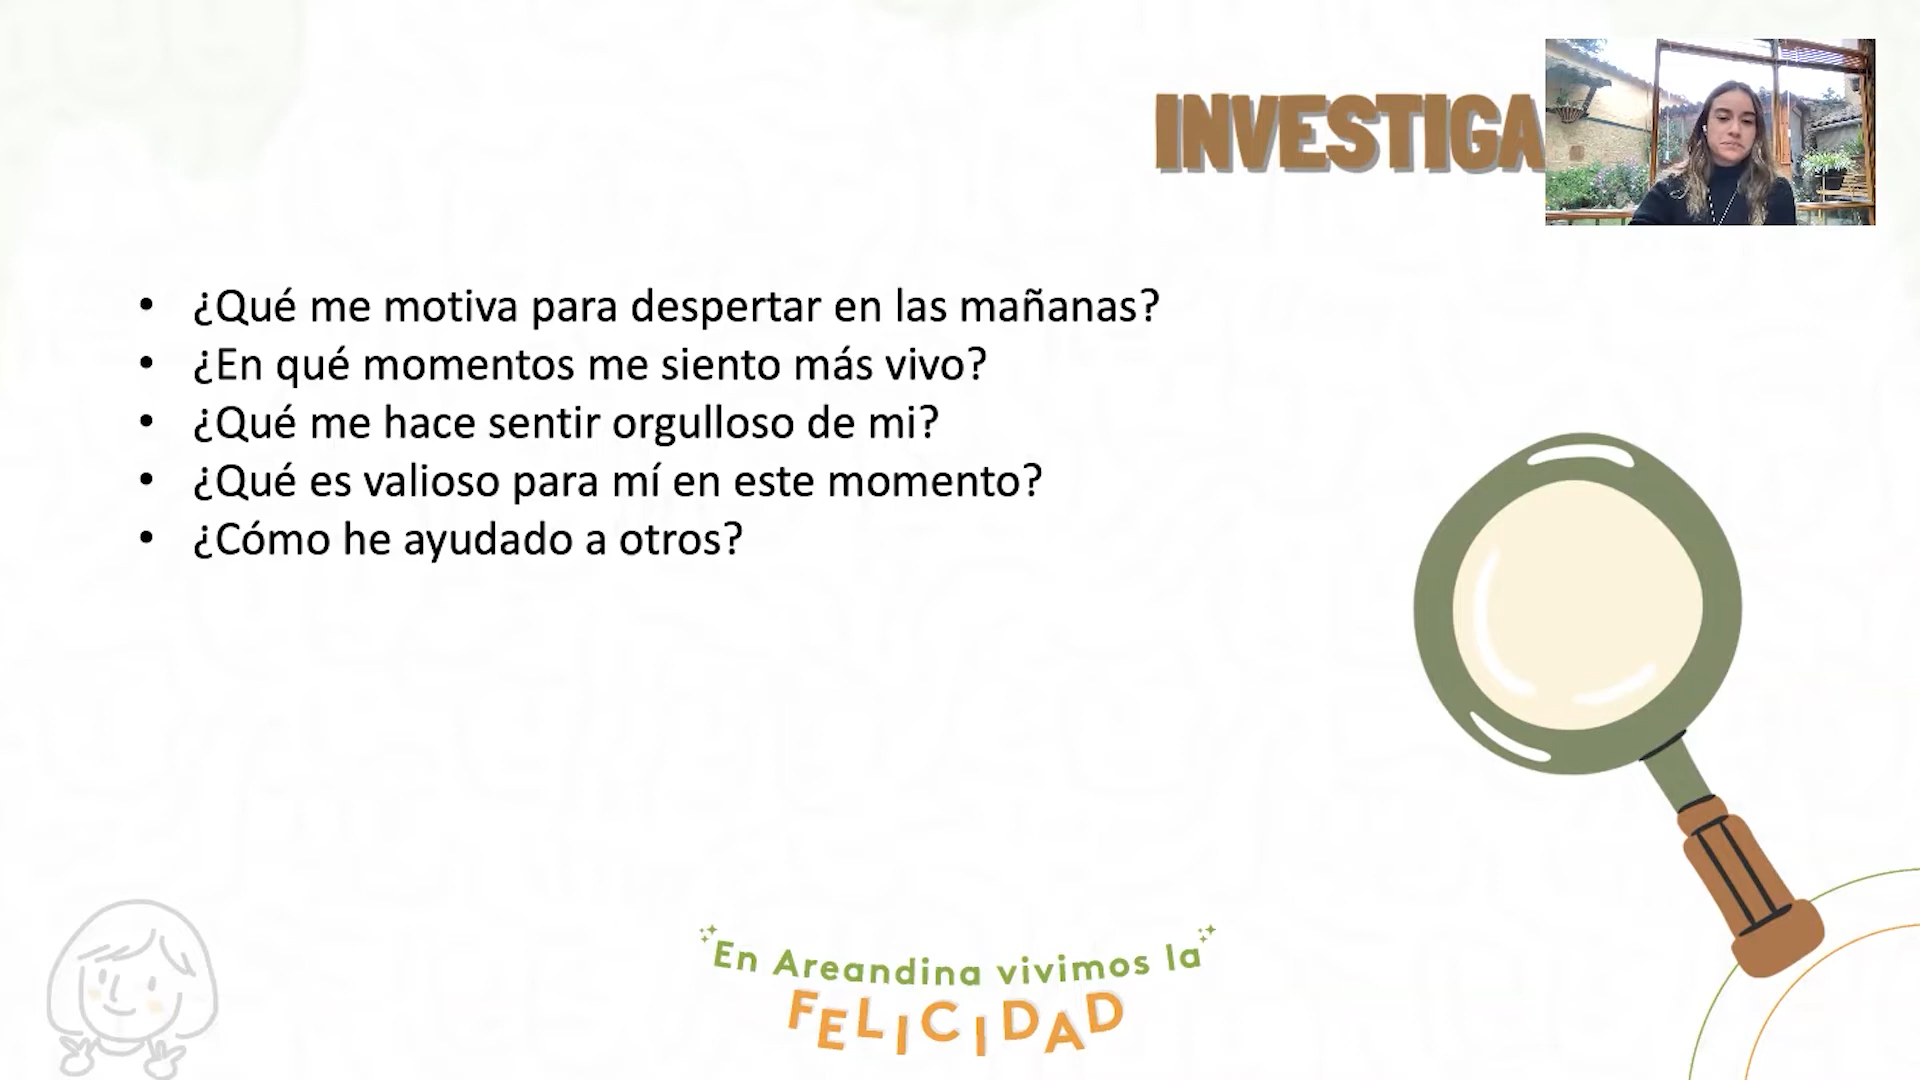 INVESTIGA
¿Qué me motiva para despertar en las mañanas?
¿En qué momentos me siento más vivo?
¿Qué me hace sentir orgulloso de mi?
¿Qué es valioso para mí en este momento?
¿Cómo he ayudado a otros?
En Areandina vivimos la
FELICIDAD